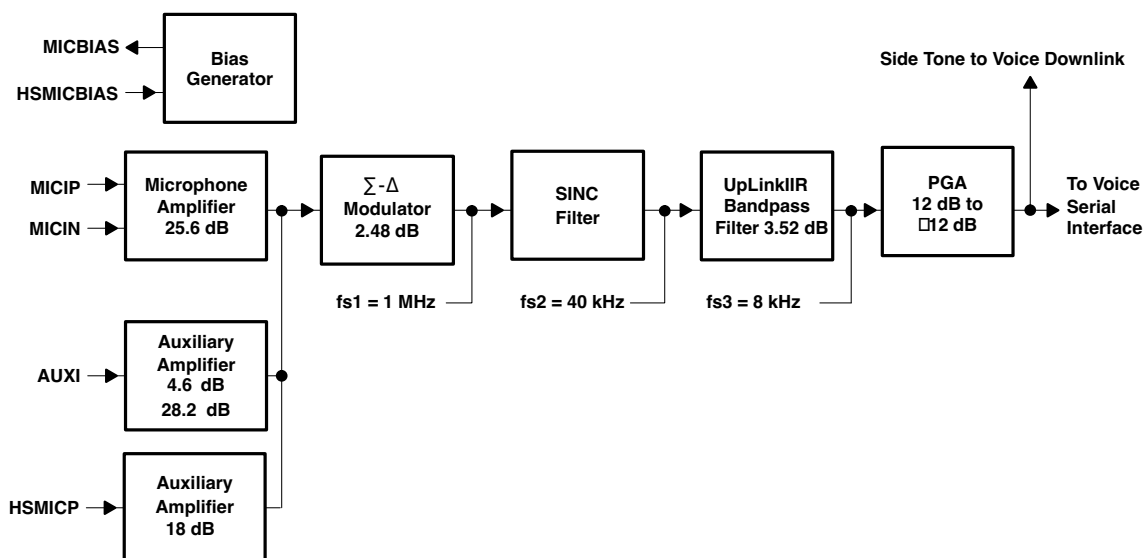 MICBIAS
HSMICBIAS
Bias
Generator
Side Tone to Voice Downlink
MICIP
MICIN
Microphone
Amplifier
25.6 dB
Σ-Δ
Modulator
2.48 dB
SINC
Filter
UpLinkIIR
Bandpass
Filter 3.52 dB
PGA
12 dB to
□12 dB
To Voice
Serial
Interface
fs1 = 1 MHz
fs2 = 40 kHz
fs3 = 8 kHz
AUXI
Auxiliary
Amplifier
4.6 dB
28.2 dB
HSMICP
Auxiliary
Amplifier
18 dB